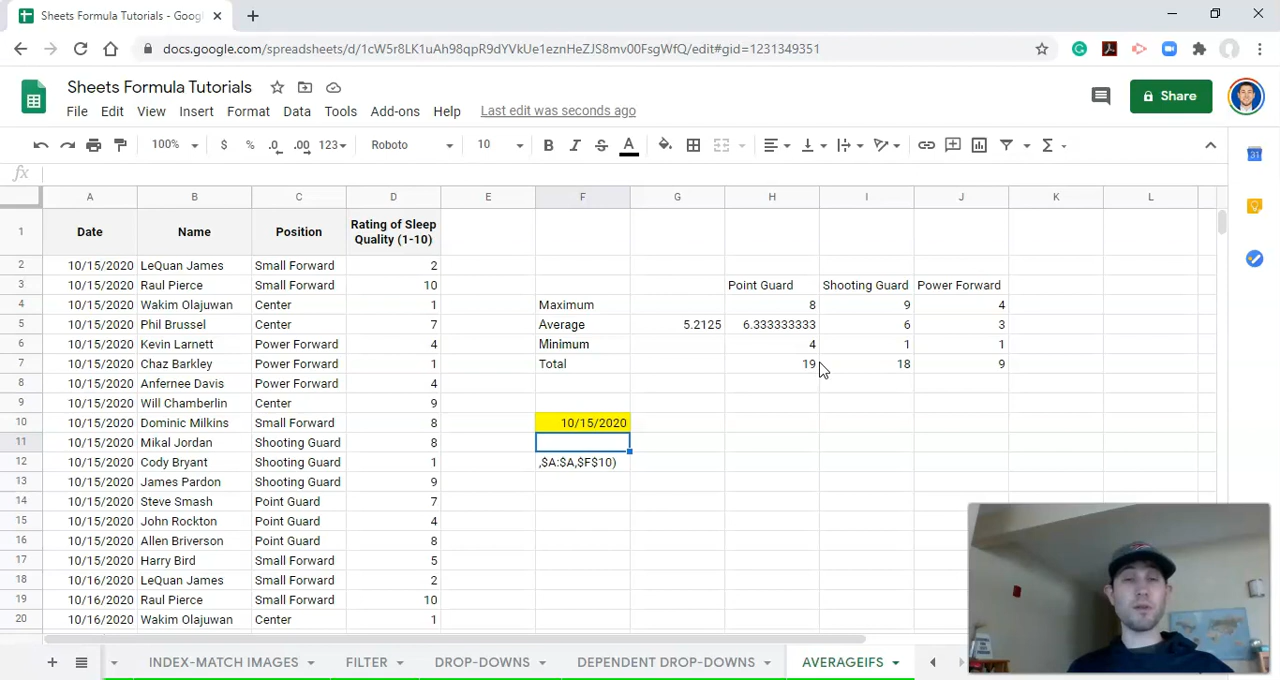 Sheets Formula Tutorials - Goog
docs.google.com/spreadsheets/d/1cW5r8LK1uAh98qpR9dYVkUe1eznHeZJS8mv00FsgWfQ/edit#gid=1231349351
Sheets Formula Tutorials
Share
File Edit View Insert Format Data Tools Add-ons Help Last edit was seconds ago
100% $ % .0 .00 123 Roboto 10 B I S A
fx
A B C D E F G H I J K L
1 Date Name Position Rating of Sleep Quality (1-10)
2 10/15/2020 LeQuan James Small Forward 2
3 10/15/2020 Raul Pierce Small Forward 10 Point Guard Shooting Guard Power Forward
4 10/15/2020 Wakim Olajuwan Center 1 Maximum 8 9 4
5 10/15/2020 Phil Brussel Center 7 Average 5.2125 6.333333333 6 3
6 10/15/2020 Kevin Larnett Power Forward 4 Minimum 4 1 1
7 10/15/2020 Chaz Barkley Power Forward 1 Total 19 18 9
8 10/15/2020 Anfernee Davis Power Forward 4
9 10/15/2020 Will Chamberlin Center 9
10 10/15/2020 Dominic Milkins Small Forward 8 10/15/2020
11 10/15/2020 Mikal Jordan Shooting Guard 8
12 10/15/2020 Cody Bryant Shooting Guard 1 ,$A:$A,$F$10)
13 10/15/2020 James Pardon Shooting Guard 9
14 10/15/2020 Steve Smash Point Guard 7
15 10/15/2020 John Rockton Point Guard 4
16 10/15/2020 Allen Briverson Point Guard 8
17 10/15/2020 Harry Bird Small Forward 5
18 10/16/2020 LeQuan James Small Forward 2
19 10/16/2020 Raul Pierce Small Forward 10
20 10/16/2020 Wakim Olajuwan Center 1
INDEX-MATCH IMAGES FILTER DROP-DOWNS DEPENDENT DROP-DOWNS AVERAGEIFS